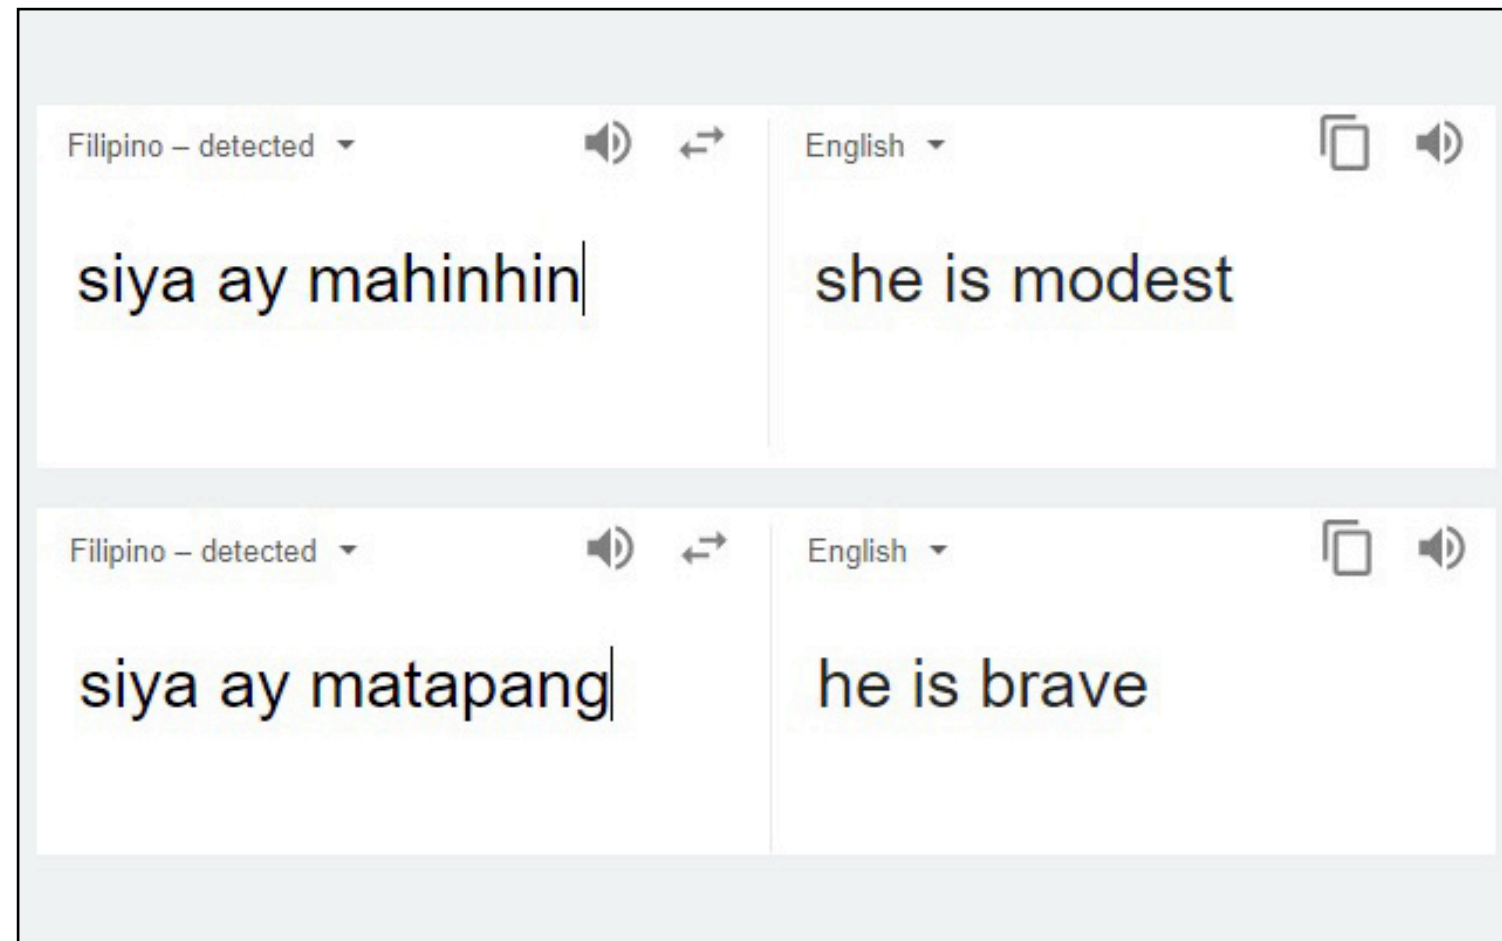 Filipino – detected
English
siya ay mahinhin
she is modest
Filipino – detected
English
siya ay matapang
he is brave